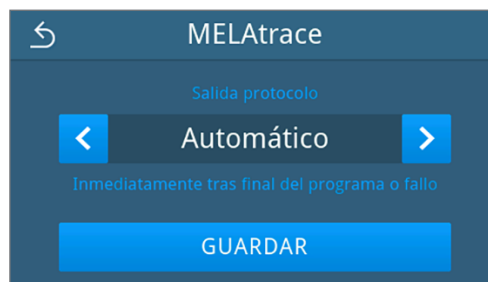 MELAtrace
Salida protocolo
Automático
Inmediatamente tras final del programa o fallo
GUARDAR